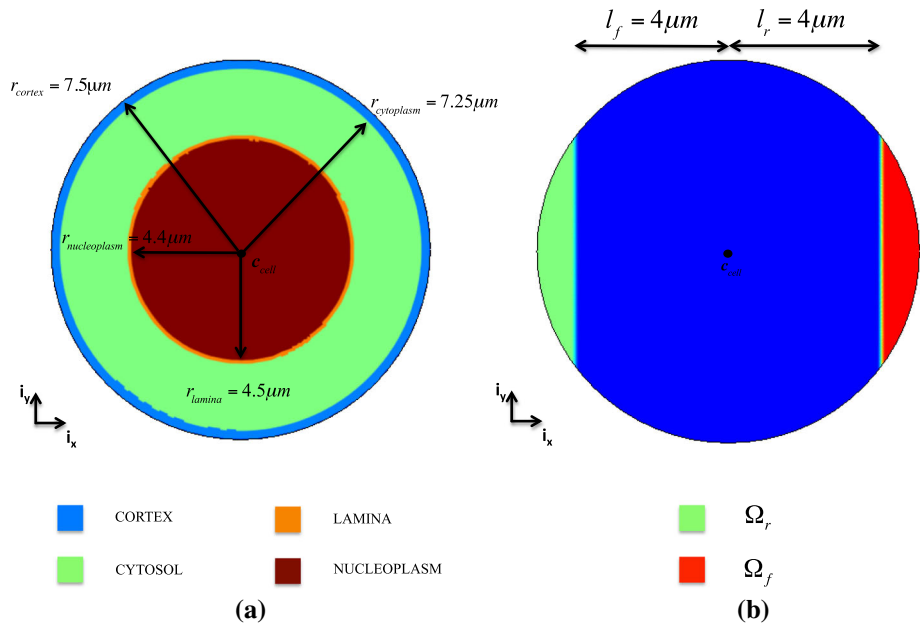 l_f = 4μm
l_r = 4μm
r_cortex = 7.5μm
r_cytoplasm = 7.25μm
r_nucleoplasm = 4.4μm
c_cell
c_cell
r_lamina = 4.5μm
i_y
i_x
i_y
i_x
CORTEX
LAMINA
Ω_r
CYTOSOL
NUCLEOPLASM
Ω_f
(a)
(b)